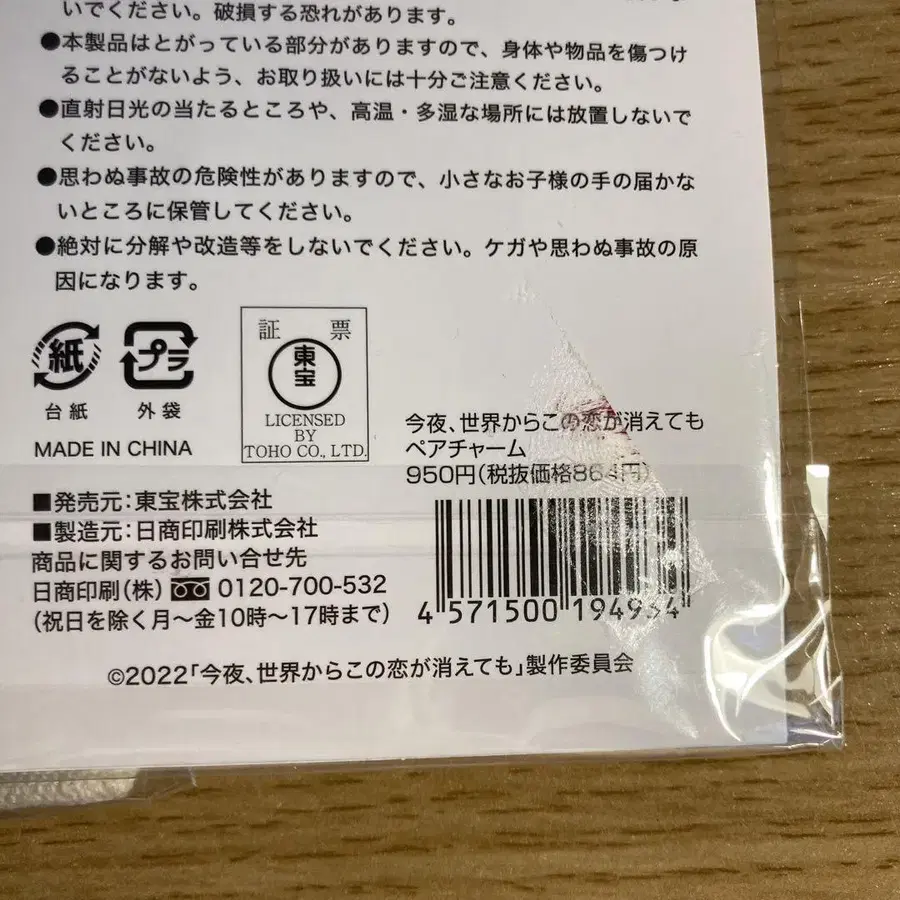 いでください。破損する恐れがあります。
●本製品はとがっている部分がありますので、身体や物品を傷つけ
ることがないよう、お取り扱いには十分ご注意ください。
●直射日光の当たるところや、高温・多湿な場所には放置しないで
ください。
●思わぬ事故の危険性がありますので、小さなお子様の手の届かな
いところに保管してください。
●絶対に分解や改造等をしないでください。ケガや思わぬ事故の原
因になります。
紙
台紙
プラ
外袋
MADE IN CHINA
証 票
東宝
LICENSED
BY
TOHO CO., LTD.
今夜、世界からこの恋が消えても
ペアチャーム
950円(税抜価格864円)
■発売元：東宝株式会社
■製造元：日商印刷株式会社
商品に関するお問い合せ先
日商印刷(株) 0120-700-532
(祝日を除く月～金10時～17時まで)
4 571500 194934
©2022「今夜、世界からこの恋が消えても」製作委員会